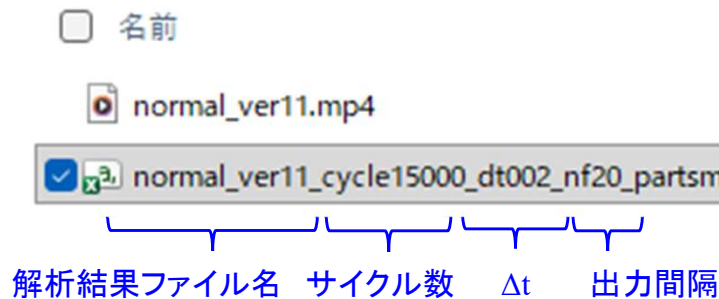 名前
normal_ver11.mp4
normal_ver11_cycle15000_dt002_nf20_partsm
解析結果ファイル名 サイクル数 Δt 出力間隔